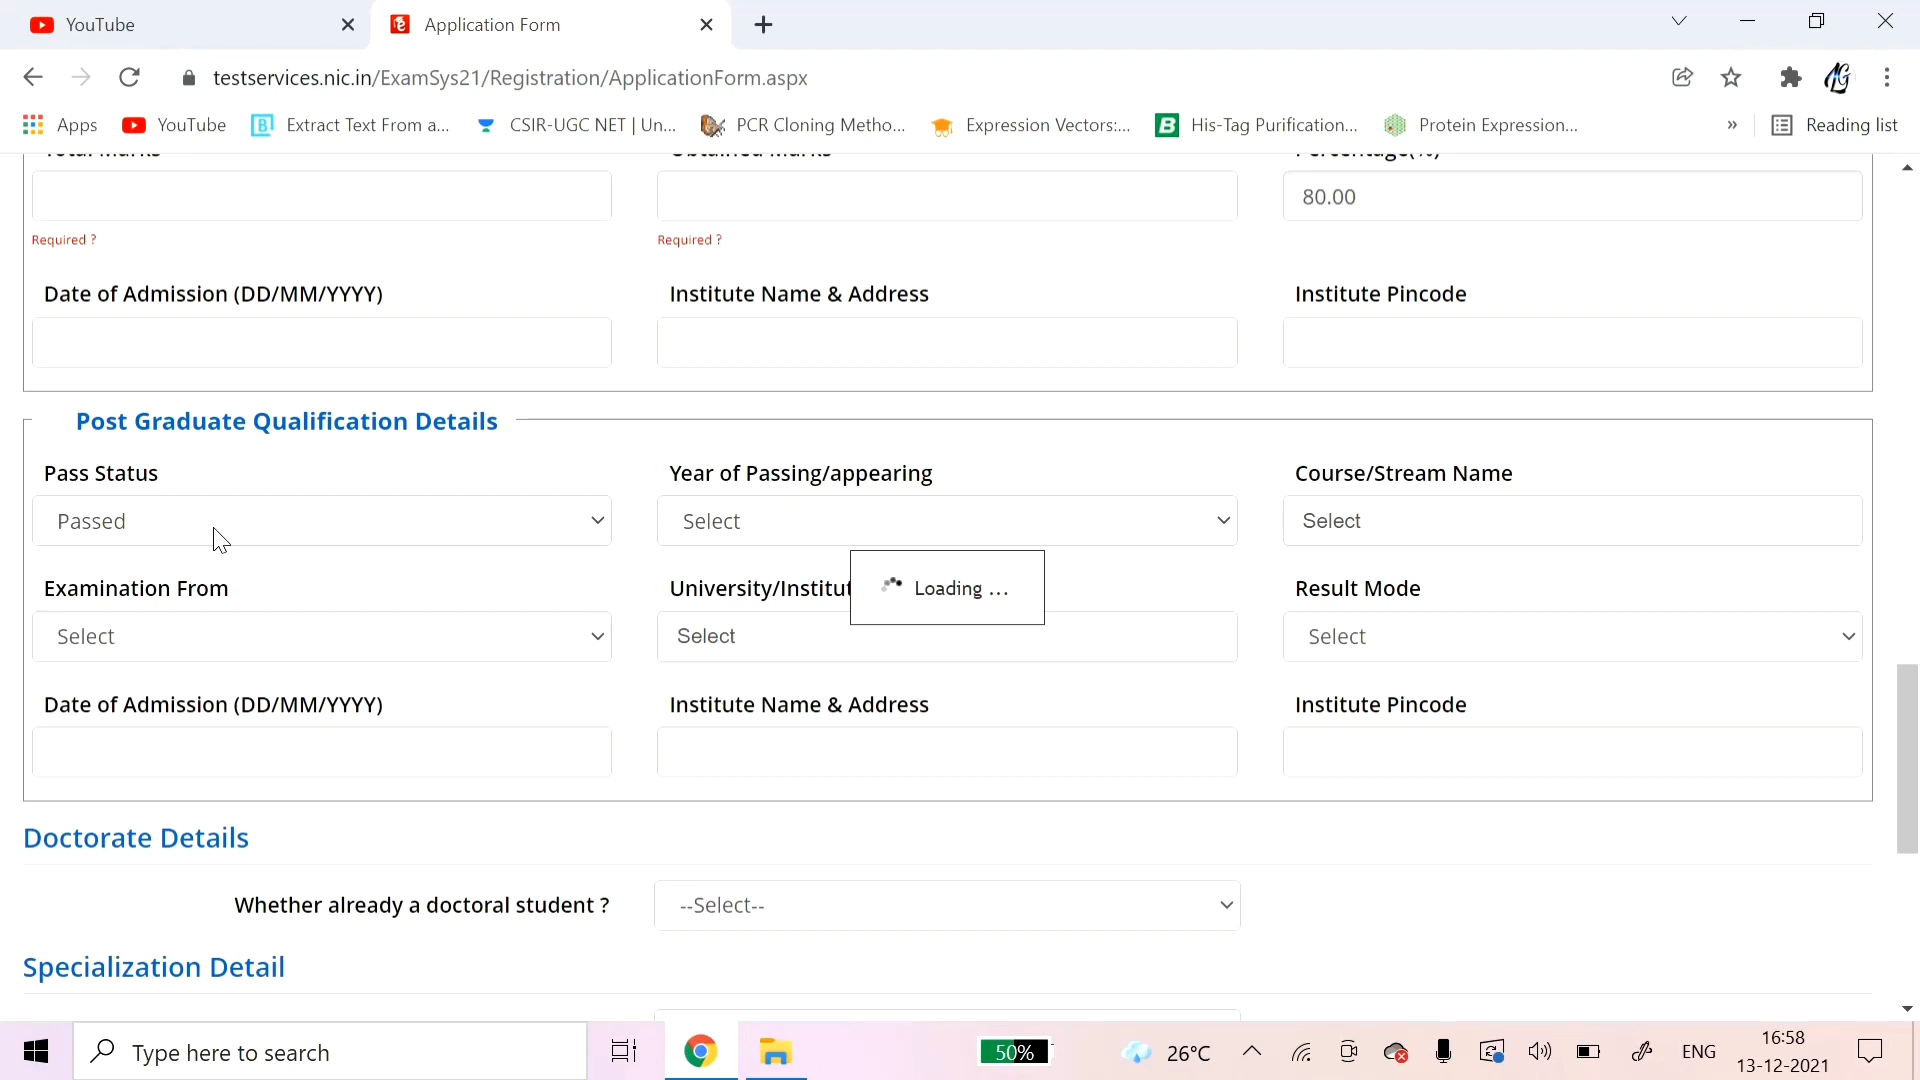 YouTube
Application Form
testservices.nic.in/ExamSys21/Registration/ApplicationForm.aspx
Apps
YouTube
Extract Text From a...
CSIR-UGC NET | Un...
PCR Cloning Metho...
Expression Vectors:...
His-Tag Purification...
Protein Expression...
»
Reading list
Total Marks
Obtained Marks
Percentage(%)
80.00
Required ?
Required ?
Date of Admission (DD/MM/YYYY)
Institute Name & Address
Institute Pincode
Post Graduate Qualification Details
Pass Status
Year of Passing/appearing
Course/Stream Name
Passed
Select
Select
Examination From
University/Institut
Loading ...
Result Mode
Select
Select
Select
Date of Admission (DD/MM/YYYY)
Institute Name & Address
Institute Pincode
Doctorate Details
Whether already a doctoral student ?
--Select--
Specialization Detail
Type here to search
50%
26°C
ENG
16:58
13-12-2021